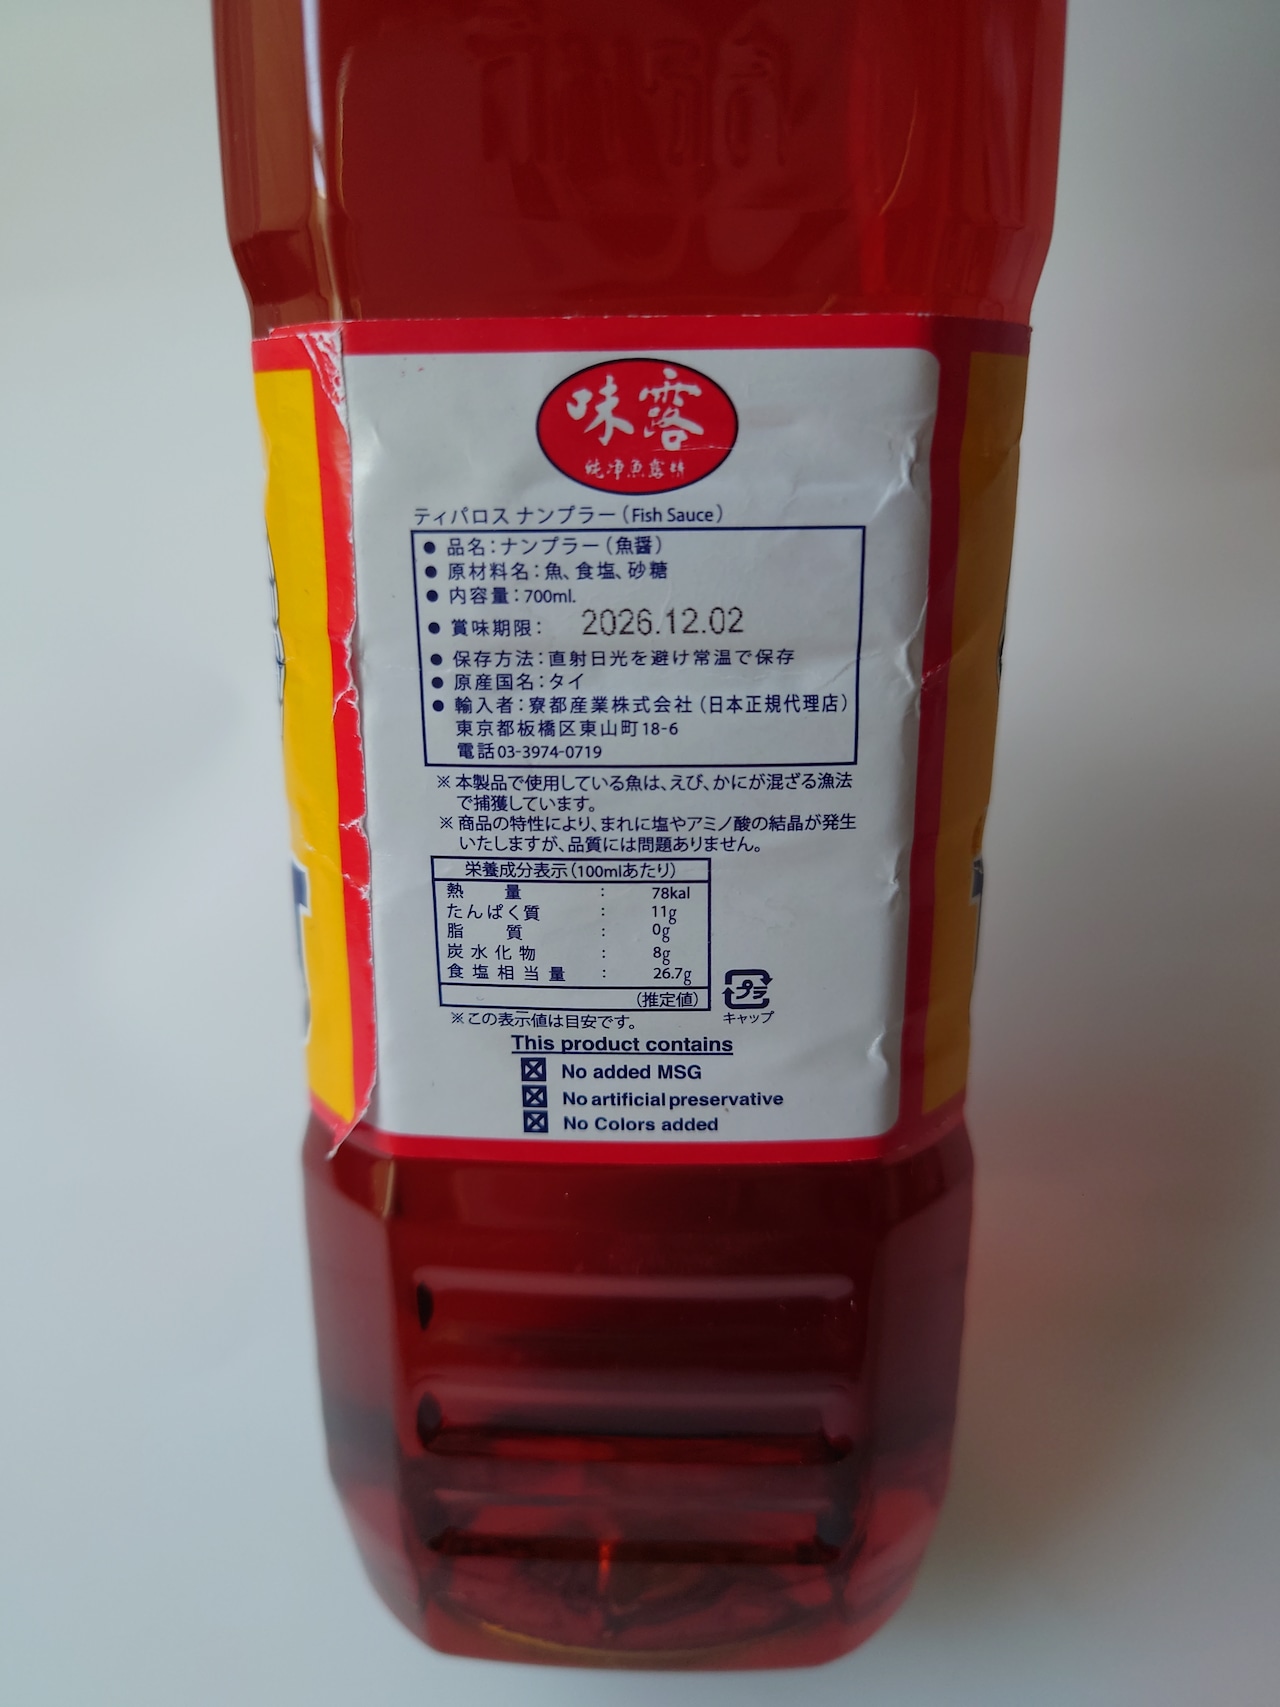 味露
純净魚露
ティパロス ナンプラー（Fish Sauce）
● 品名：ナンプラー（魚醤）
● 原材料名：魚、食塩、砂糖
● 内容量：700ml.
● 賞味期限： 2026.12.02
● 保存方法：直射日光を避け常温で保存
● 原産国名：タイ
● 輸入者：寮都産業株式会社（日本正規代理店）
東京都板橋区東山町18-6
電話03-3974-0719
※本製品で使用している魚は、えび、かにが混ざる漁法
で捕獲しています。
※商品の特性により、まれに塩やアミノ酸の結晶が発生
いたしますが、品質には問題ありません。
栄養成分表示（100mlあたり）
熱量 ： 78kal
たんぱく質 ： 11g
脂質 ： 0g
炭水化物 ： 8g
食塩相当量 ： 26.7g
（推定値）
プラ
キャップ
※この表示値は目安です。
This product contains
No added MSG
No artificial preservative
No Colors added